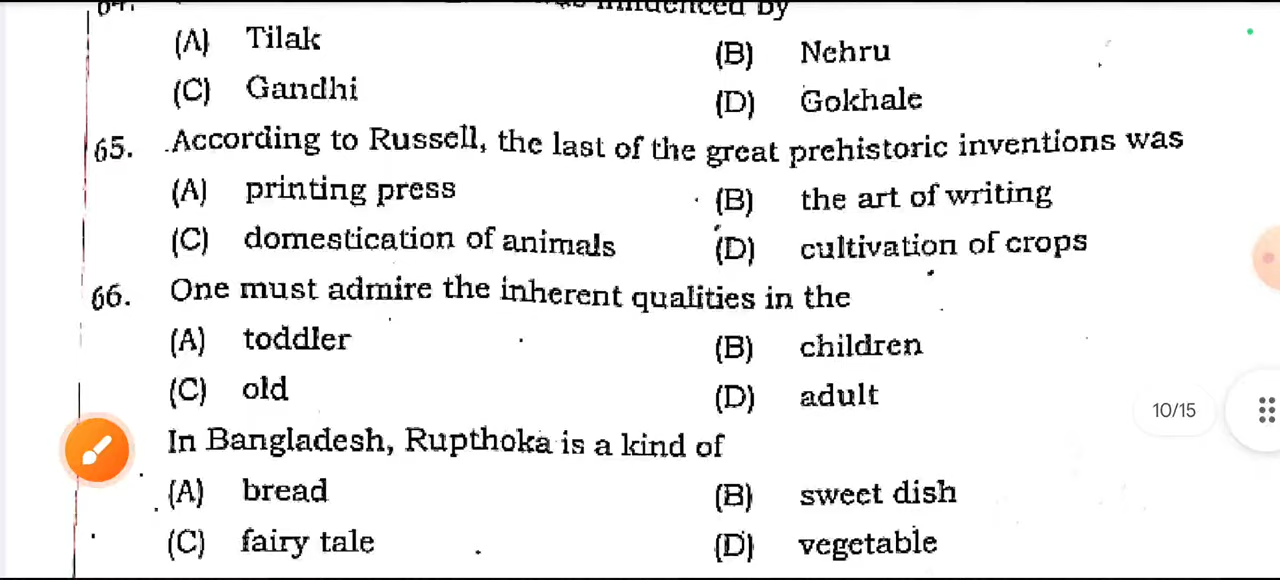 64. was influenced by
(A) Tilak (B) Nehru
(C) Gandhi (D) Gokhale
65. According to Russell, the last of the great prehistoric inventions was
(A) printing press (B) the art of writing
(C) domestication of animals (D) cultivation of crops
66. One must admire the inherent qualities in the
(A) toddler (B) children
(C) old (D) adult
10/15
In Bangladesh, Rupthoka is a kind of
(A) bread (B) sweet dish
(C) fairy tale (D) vegetable